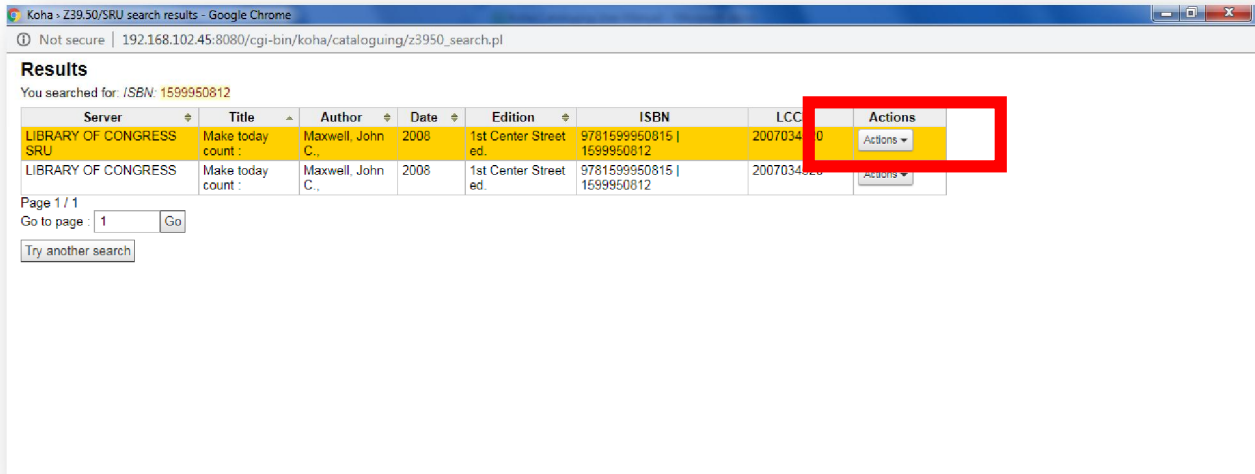 Koha › Z39.50/SRU search results - Google Chrome
Not secure | 192.168.102.45:8080/cgi-bin/koha/cataloguing/z3950_search.pl
Results
You searched for: ISBN: 1599950812
Server Title Author Date Edition ISBN Actions
LIBRARY OF CONGRESS Make today Maxwell, John 2008 1st Center Street 9781599950815 | Actions
SRU count : C., ed. 1599950812
LIBRARY OF CONGRESS Make today Maxwell, John 2008 1st Center Street 9781599950815 | Actions
count : C., ed. 1599950812
Page 1 / 1
Go to page : 1 Go
Try another search